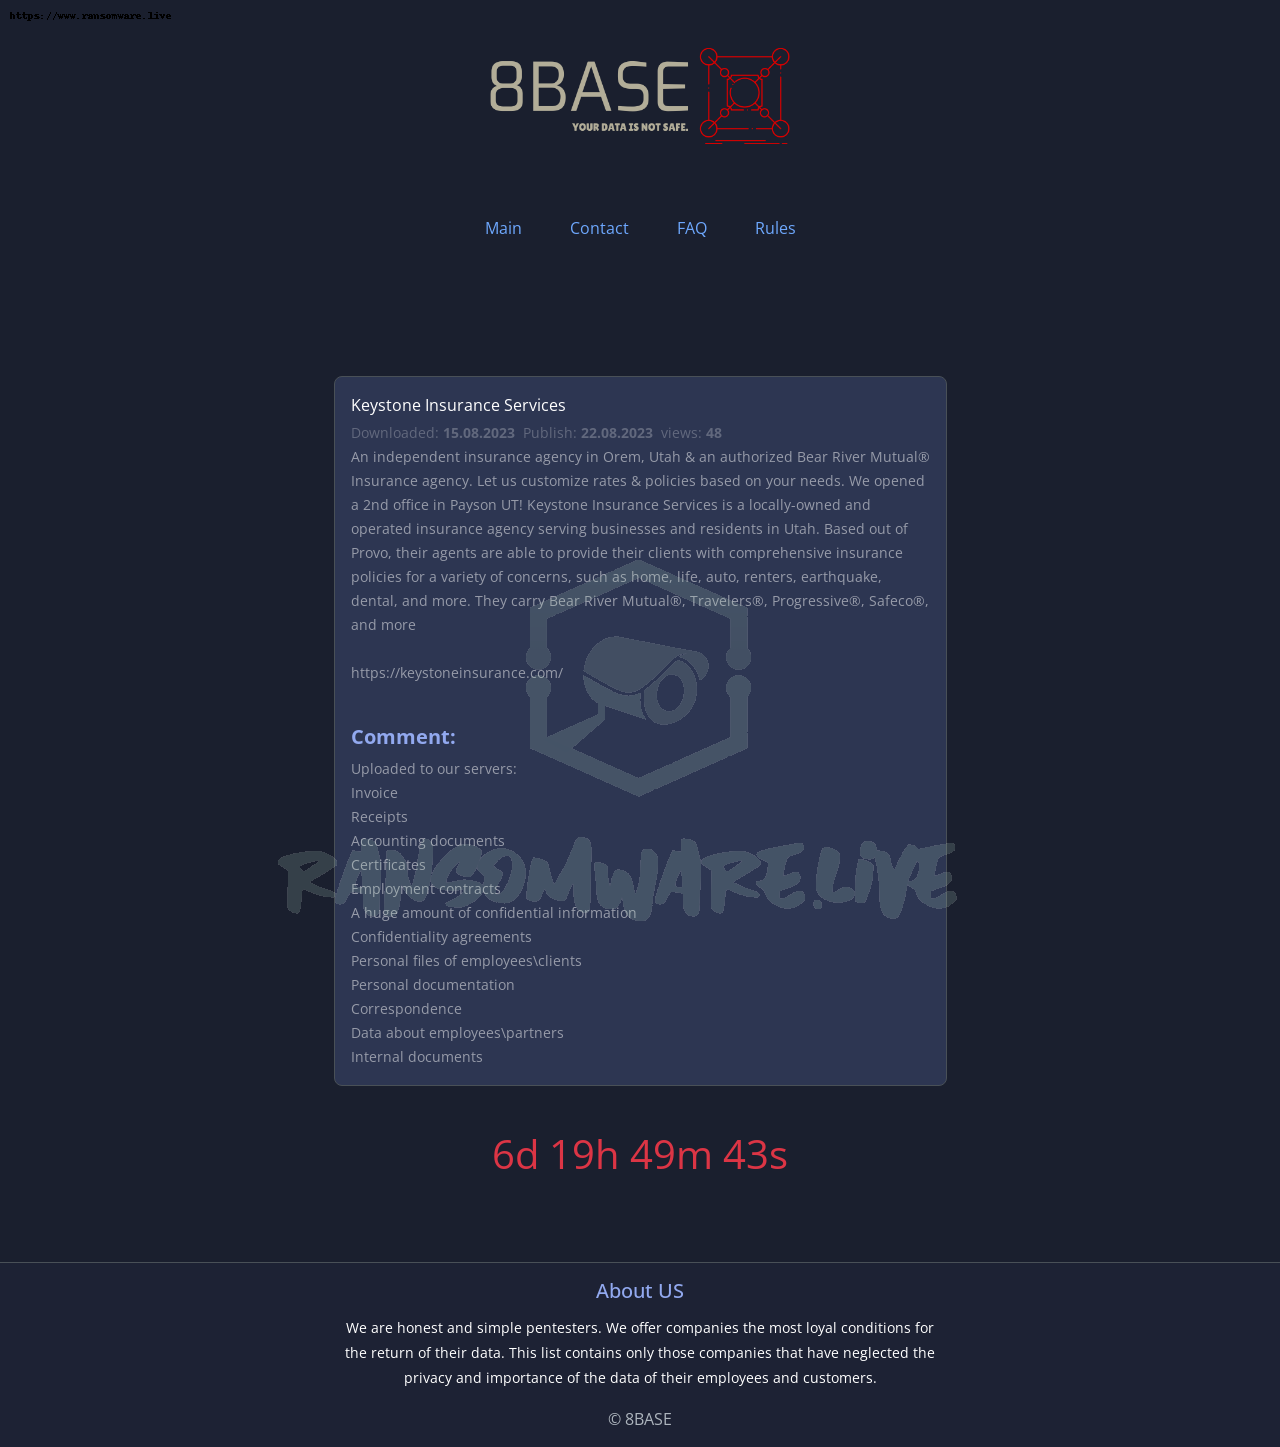 https://www.ransomware.live
8BASE
YOUR DATA IS NOT SAFE.
Main Contact FAQ Rules
Keystone Insurance Services
Downloaded: 15.08.2023 Publish: 22.08.2023 views: 48
An independent insurance agency in Orem, Utah & an authorized Bear River Mutual®
Insurance agency. Let us customize rates & policies based on your needs. We opened
a 2nd office in Payson UT! Keystone Insurance Services is a locally-owned and
operated insurance agency serving businesses and residents in Utah. Based out of
Provo, their agents are able to provide their clients with comprehensive insurance
policies for a variety of concerns, such as home, life, auto, renters, earthquake,
dental, and more. They carry Bear River Mutual®, Travelers®, Progressive®, Safeco®,
and more
https://keystoneinsurance.com/
Comment:
Uploaded to our servers:
Invoice
Receipts
Accounting documents
Certificates
RANSOMWARE.LIVE
Employment contracts
A huge amount of confidential information
Confidentiality agreements
Personal files of employees\clients
Personal documentation
Correspondence
Data about employees\partners
Internal documents
6d 19h 49m 43s
About US
We are honest and simple pentesters. We offer companies the most loyal conditions for
the return of their data. This list contains only those companies that have neglected the
privacy and importance of the data of their employees and customers.
© 8BASE